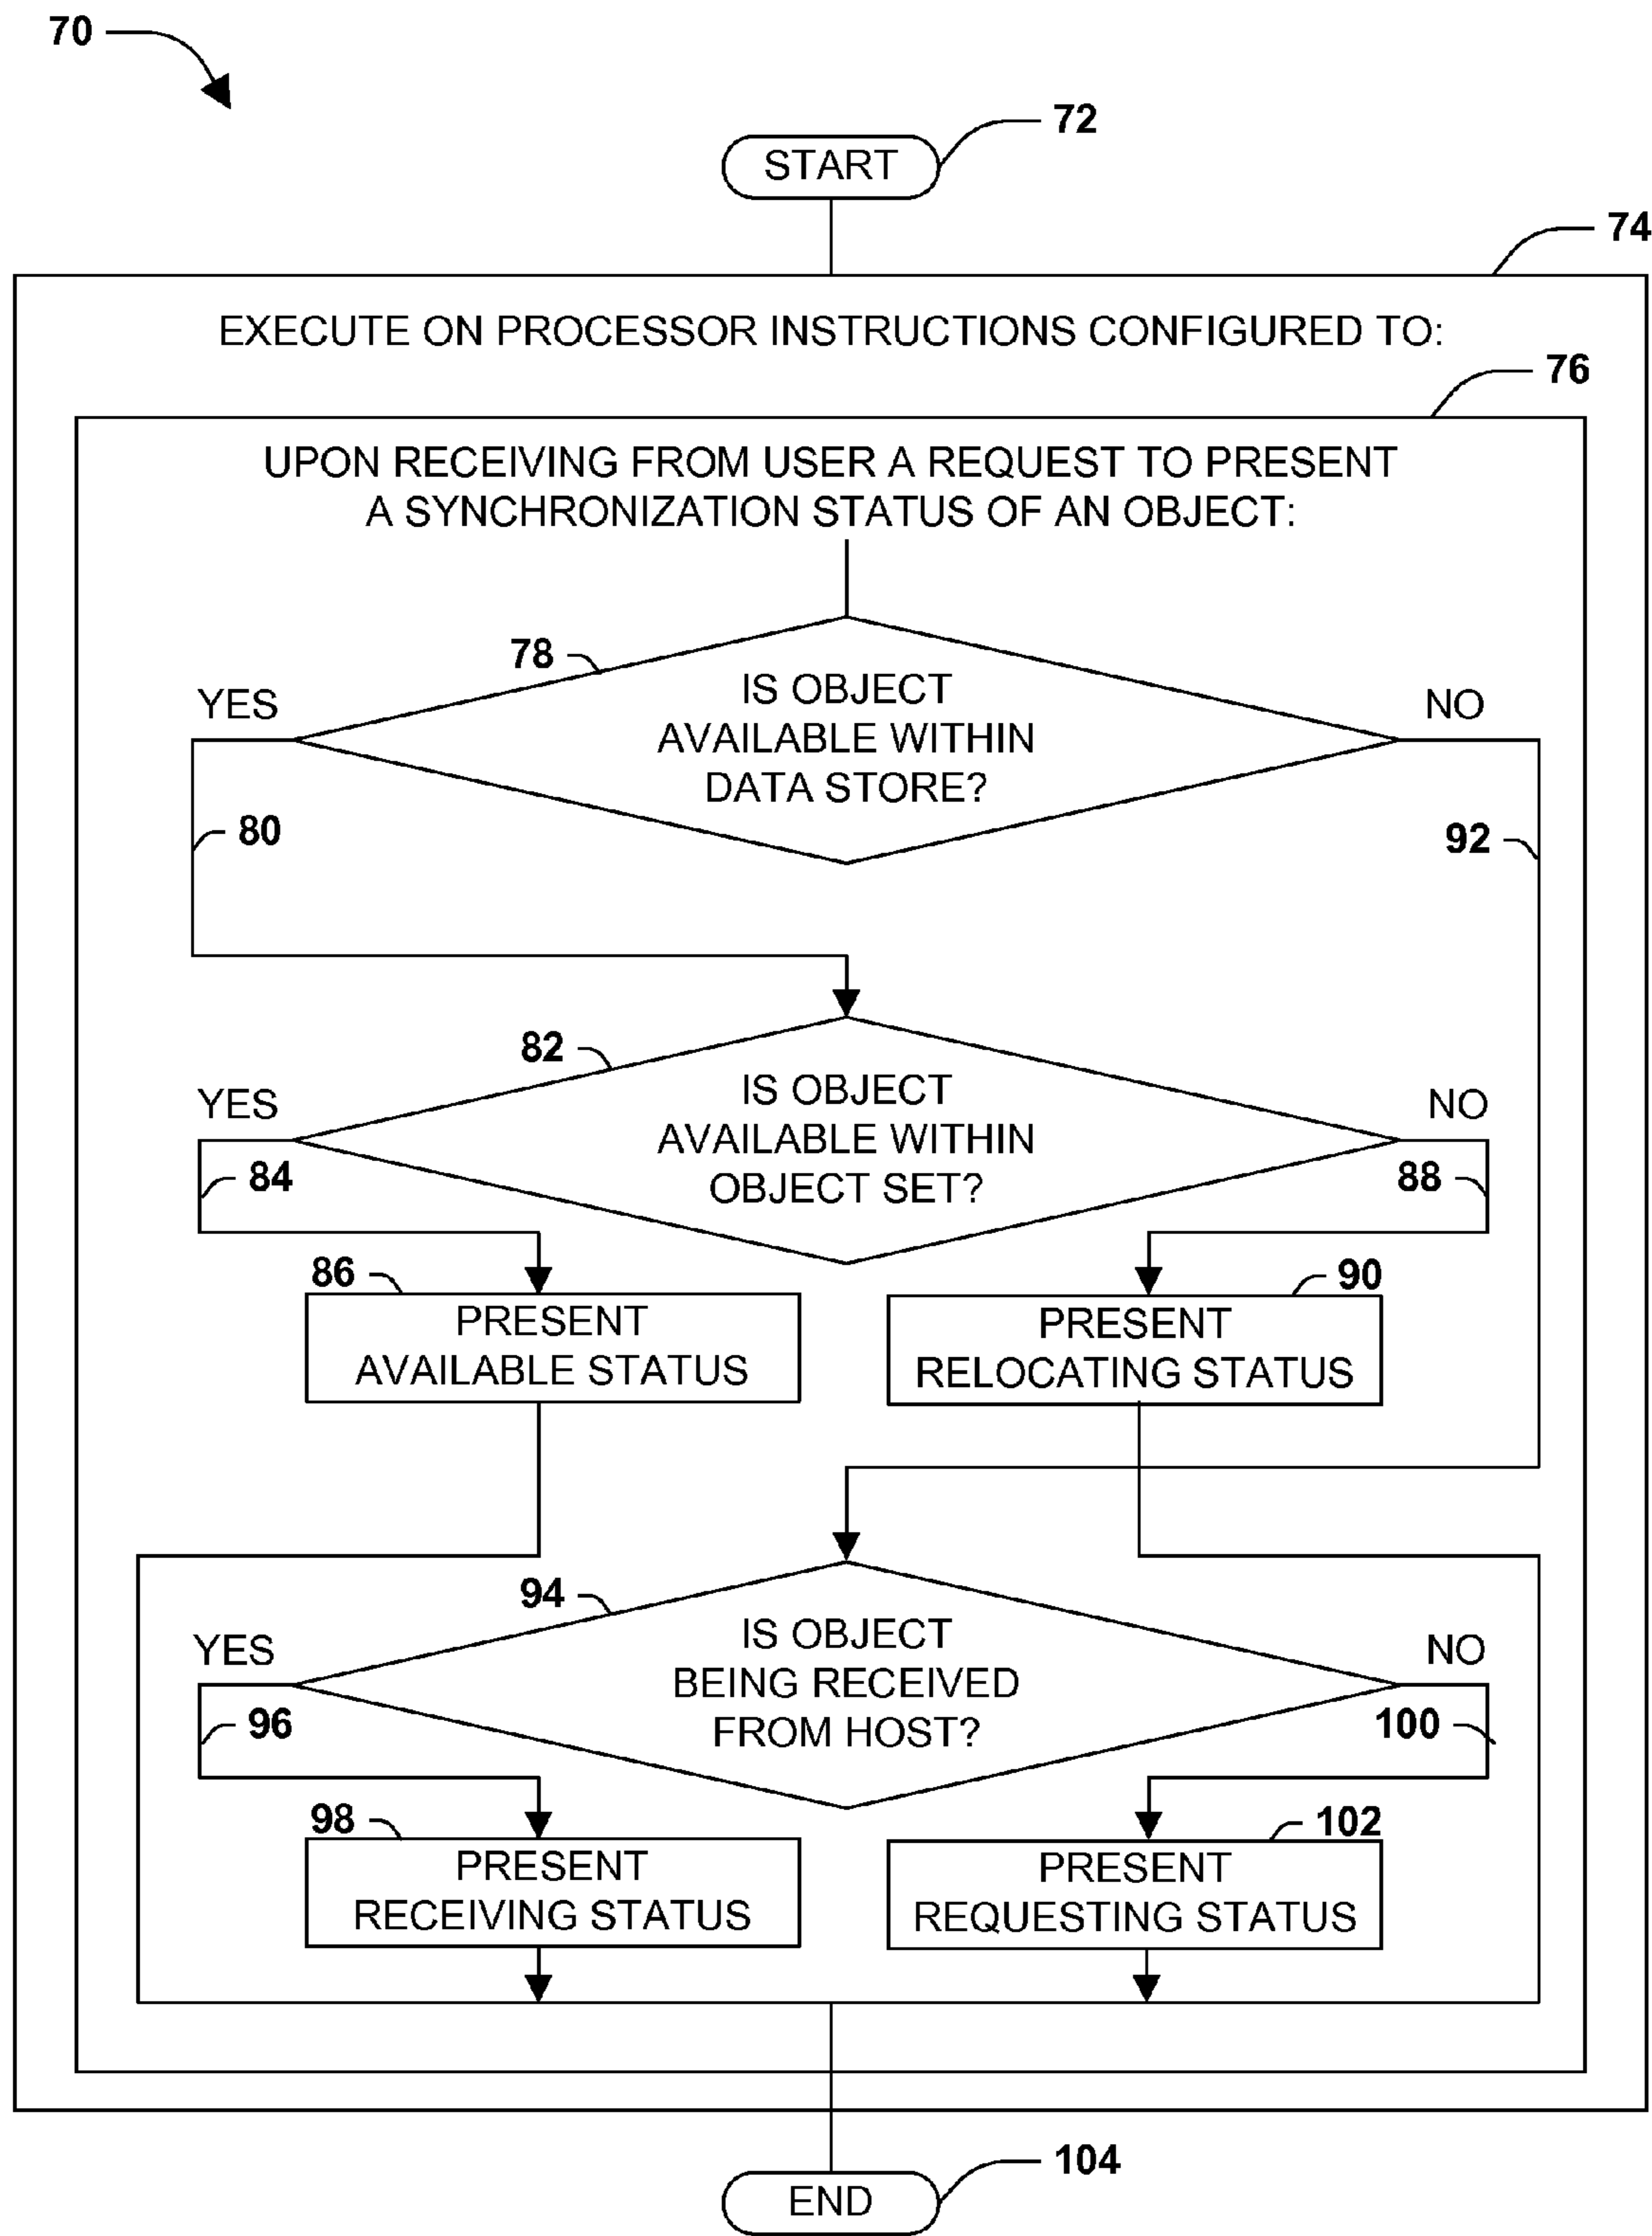 70
72
START
74
EXECUTE ON PROCESSOR INSTRUCTIONS CONFIGURED TO:
76
UPON RECEIVING FROM USER A REQUEST TO PRESENT
A SYNCHRONIZATION STATUS OF AN OBJECT:
78
YES
NO
IS OBJECT
AVAILABLE WITHIN
DATA STORE?
80
92
82
YES
NO
IS OBJECT
AVAILABLE WITHIN
OBJECT SET?
84
88
86
90
PRESENT
AVAILABLE STATUS
PRESENT
RELOCATING STATUS
94
YES
NO
IS OBJECT
BEING RECEIVED
FROM HOST?
96
100
98
102
PRESENT
RECEIVING STATUS
PRESENT
REQUESTING STATUS
104
END